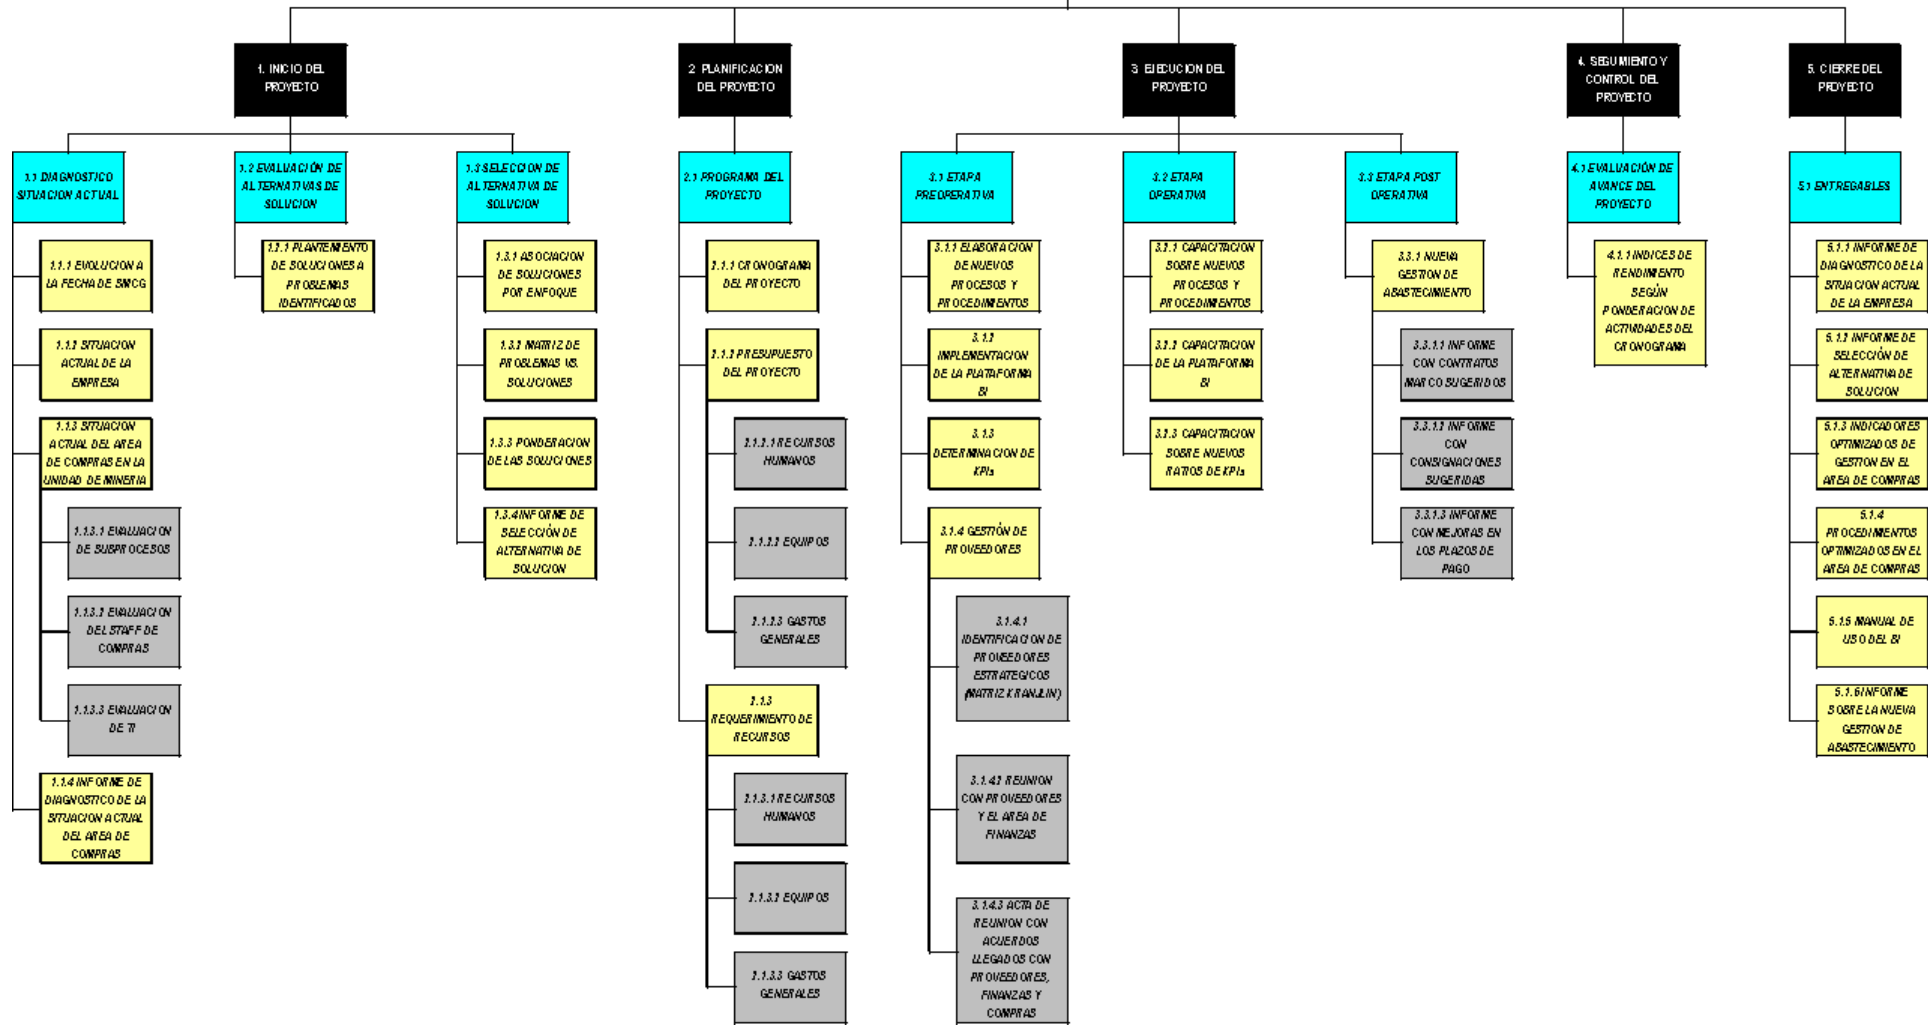 1. INICIO DEL
PROYECTO
2. PLANIFICACION
DEL PROYECTO
3. EJECUCION DEL
PROYECTO
4. SEGUIMIENTO Y
CONTROL DEL
PROYECTO
5. CIERRE DEL
PROYECTO
1.1 DIAGNOSTICO
SITUACION ACTUAL
1.2 EVALUACIÓN DE
ALTERNATIVAS DE
SOLUCION
1.3 SELECCION DE
ALTERNATIVA DE
SOLUCION
2.1 PROGRAMA DEL
PROYECTO
3.1 ETAPA
PREOPERATIVA
3.2 ETAPA
OPERATIVA
3.3 ETAPA POST
OPERATIVA
4.1 EVALUACIÓN DE
AVANCE DEL
PROYECTO
5.1 ENTREGABLES
1.1.1 EVOLUCION A
LA FECHA DE SMCG
1.1.2 SITUACION
ACTUAL DE LA
EMPRESA
1.1.3 SITUACION
ACTUAL DEL AREA
DE COMPRAS EN LA
UNIDAD DE MINERIA
1.1.3.1 EVALUACION
DE SUBPROCESOS
1.1.3.2 EVALUACION
DEL STAFF DE
COMPRAS
1.1.3.3 EVALUACION
DE TI
1.1.4 INFORME DE
DIAGNOSTICO DE LA
SITUACION ACTUAL
DEL AREA DE
COMPRAS
1.2.1 PLANTEMIENTO
DE SOLUCIONES A
PROBLEMAS
IDENTIFICADOS
1.3.1 ASOCIACION
DE SOLUCIONES
POR ENFOQUE
1.3.2 MATRIZ DE
PROBLEMAS VS.
SOLUCIONES
1.3.3 PONDERACION
DE LAS SOLUCIONES
1.3.4 INFORME DE
SELECCIÓN DE
ALTERNATIVA DE
SOLUCION
2.1.1 CRONOGRAMA
DEL PROYECTO
2.1.2 PRESUPUESTO
DEL PROYECTO
2.1.2.1 RECURSOS
HUMANOS
2.1.2.2 EQUIPOS
2.1.2.3 GASTOS
GENERALES
2.1.3
REQUERIMIENTO DE
RECURSOS
2.1.3.1 RECURSOS
HUMANOS
2.1.3.2 EQUIPOS
2.1.3.3 GASTOS
GENERALES
3.1.1 ELABORACION
DE NUEVOS
PROCESOS Y
PROCEDIMIENTOS
3.1.2
IMPLEMENTACION
DE LA PLATAFORMA
BI
3.1.3
DETERMINACION DE
KPIs
3.1.4 GESTIÓN DE
PROVEEDORES
3.1.4.1
IDENTIFICACION DE
PROVEEDORES
ESTRATEGICOS
(MATRIZ KRANJLIN)
3.1.4.2 REUNION
CON PROVEEDORES
Y EL AREA DE
FINANZAS
3.1.4.3 ACTA DE
REUNION CON
ACUERDOS
LLEGADOS CON
PROVEEDORES,
FINANZAS Y
COMPRAS
3.2.1 CAPACITACION
SOBRE NUEVOS
PROCESOS Y
PROCEDIMIENTOS
3.2.2 CAPACITACION
DE LA PLATAFORMA
BI
3.2.3 CAPACITACION
SOBRE NUEVOS
RATIOS DE KPIs
3.3.1 NUEVA
GESTION DE
ABASTECIMIENTO
3.3.1.1 INFORME
CON CONTRATOS
MARCO SUGERIDOS
3.3.1.2 INFORME
CON
CONSIGNACIONES
SUGERIDAS
3.3.1.3 INFORME
CON MEJORAS EN
LOS PLAZOS DE
PAGO
4.1.1 INDICES DE
RENDIMIENTO
SEGÚN
PONDERACION DE
ACTIVIDADES DEL
CRONOGRAMA
5.1.1 INFORME DE
DIAGNOSTICO DE LA
SITUACION ACTUAL
DE LA EMPRESA
5.1.2 INFORME DE
SELECCIÓN DE
ALTERNATIVA DE
SOLUCION
5.1.3 INDICADORES
OPTIMIZADOS DE
GESTION EN EL
AREA DE COMPRAS
5.1.4
PROCEDIMIENTOS
OPTIMIZADOS EN EL
AREA DE COMPRAS
5.1.5 MANUAL DE
USO DEL BI
5.1.6 INFORME
SOBRE LA NUEVA
GESTION DE
ABASTECIMIENTO